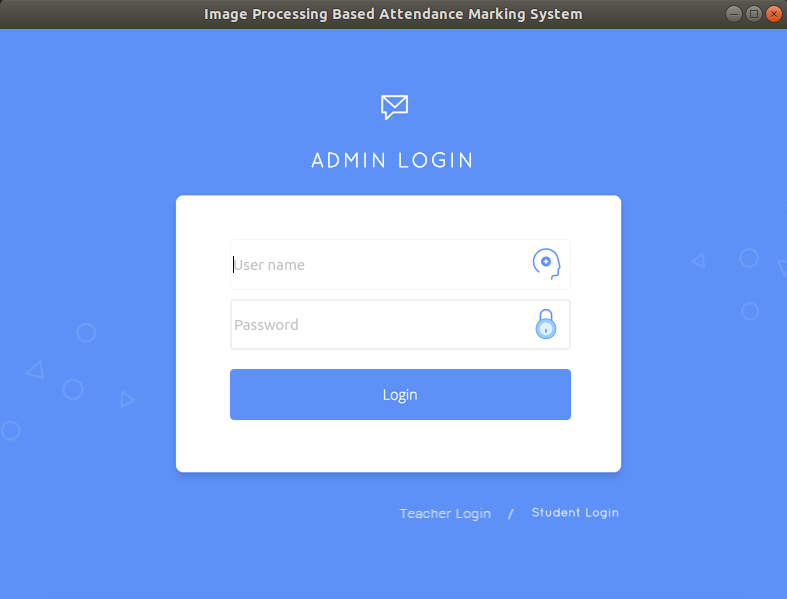 Image Processing Based Attendance Marking System
ADMIN LOGIN
User name
Password
Login
Teacher Login / Student Login